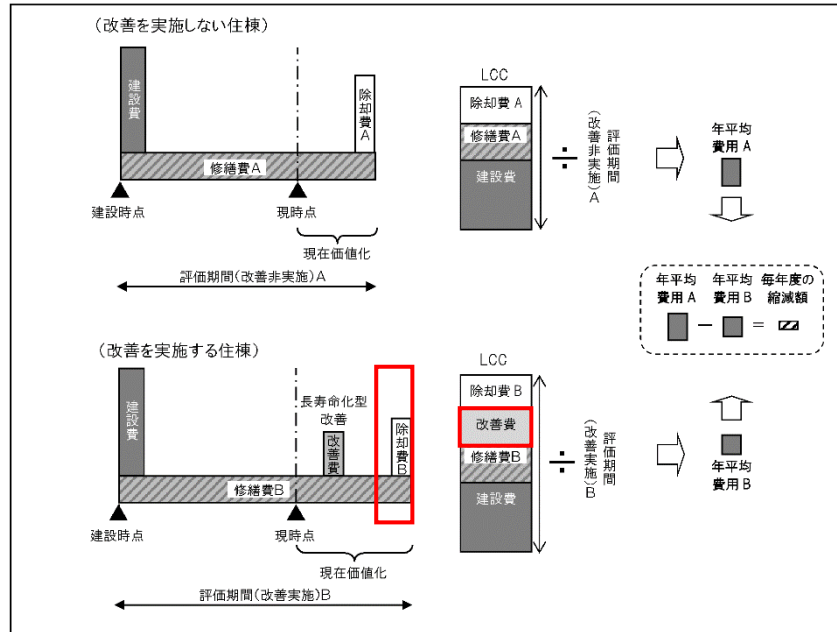 (改善を実施しない住棟)
建設費
除却費A
修繕費A
建設時点
現時点
現在価値化
評価期間(改善非実施)A
LCC
除却費A
修繕費A
建設費
÷
評価期間
(改善非実施)A
年平均
費用A
年平均
費用A
年平均
費用B
毎年度の
縮減額
－
＝
(改善を実施する住棟)
建設費
長寿命化型
改善
改善費
除却費B
修繕費B
建設時点
現時点
現在価値化
評価期間(改善実施)B
LCC
除却費B
改善費
修繕費B
建設費
÷
評価期間
(改善実施)B
年平均
費用B